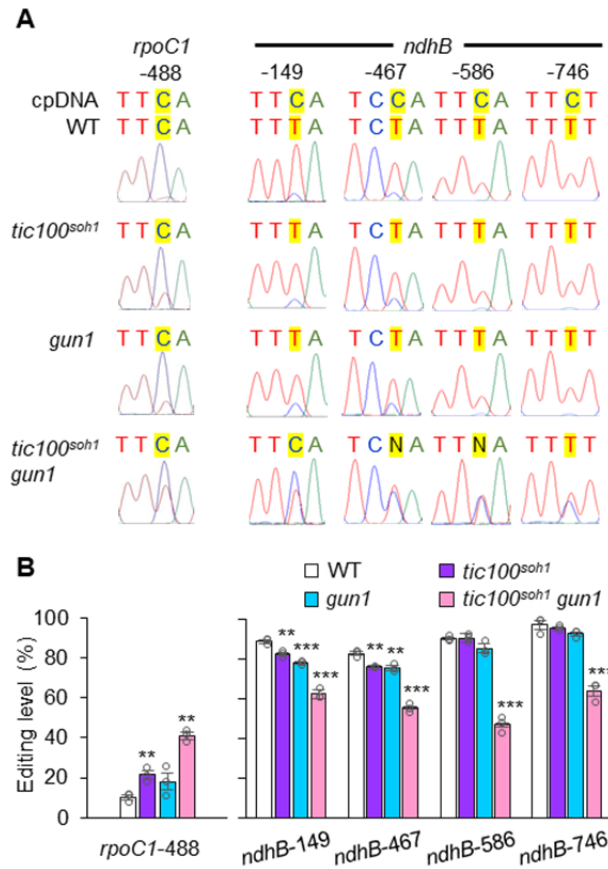 A
rpoC1 ndhB
-488 -149 -467 -586 -746
cpDNA T T C A T T C A T C C A T T C A T T C T
WT T T C A T T T A T C T A T T T A T T T T
tic100soh1 T T C A T T T A T C T A T T T A T T T T
gun1 T T C A T T T A T C T A T T T A T T T T
tic100soh1 gun1 T T C A T T C A T C N A T T N A T T T T
B
WT tic100soh1
gun1 tic100soh1 gun1
Editing level (%)
100
80
60
40
20
0
** ** ** *** *** ** ** *** *** ***
rpoC1-488 ndhB-149 ndhB-467 ndhB-586 ndhB-746